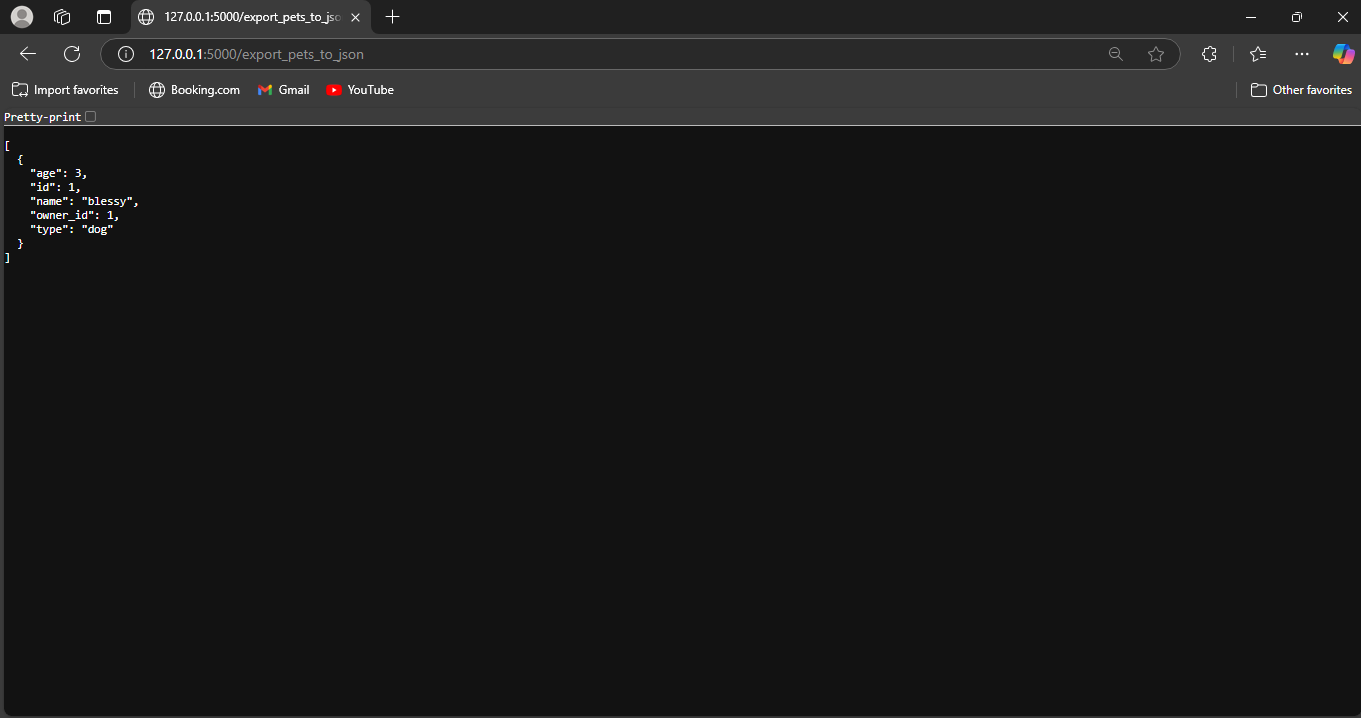 127.0.0.1:5000/export_pets_to_jso
127.0.0.1:5000/export_pets_to_json
Import favorites Booking.com Gmail YouTube Other favorites
Pretty-print
[
  {
    "age": 3,
    "id": 1,
    "name": "blessy",
    "owner_id": 1,
    "type": "dog"
  }
]